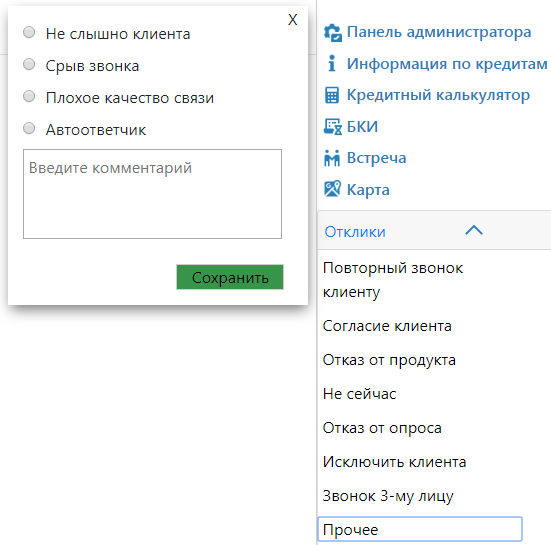 X
Не слышно клиента
Срыв звонка
Плохое качество связи
Автоответчик
Введите комментарий
Сохранить
Панель администратора
Информация по кредитам
Кредитный калькулятор
БКИ
Встреча
Карта
Отклики
Повторный звонок
клиенту
Согласие клиента
Отказ от продукта
Не сейчас
Отказ от опроса
Исключить клиента
Звонок 3-му лицу
Прочее